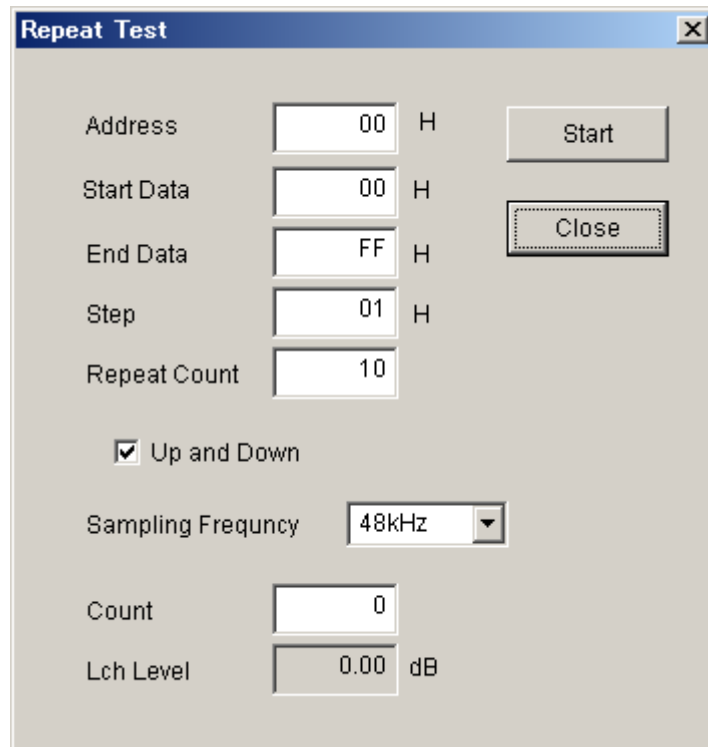 Repeat Test
Address 00 H
Start
Start Data 00 H
Close
End Data FF H
Step 01 H
Repeat Count 10
Up and Down
Sampling Frequncy 48kHz
Count 0
Lch Level 0.00 dB